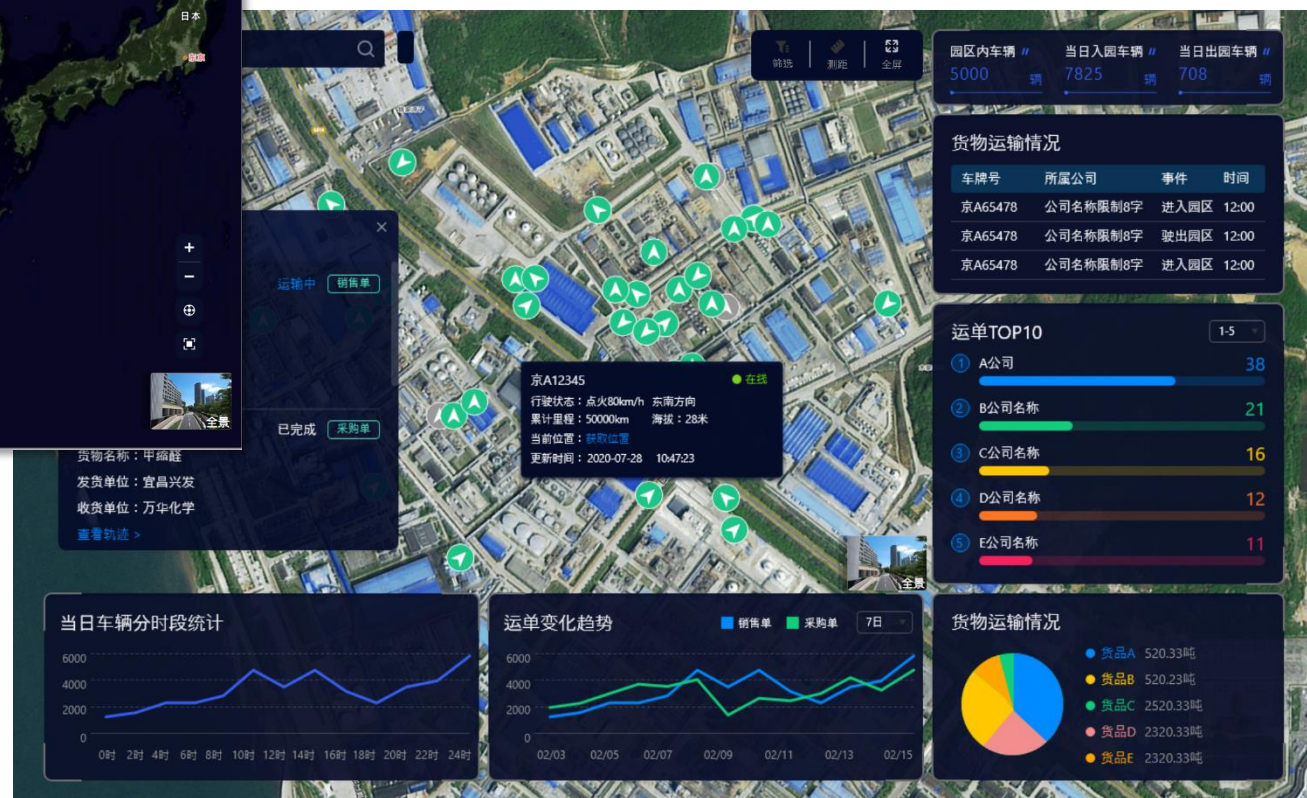 日本
东京
筛选
测距
全屏
园区内车辆
当日入园车辆
当日出园车辆
5000 辆
7825 辆
708 辆
货物运输情况
车牌号 所属公司 事件 时间
京A65478 公司名称限制8字 进入园区 12:00
京A65478 公司名称限制8字 驶出园区 12:00
京A65478 公司名称限制8字 进入园区 12:00
运单TOP10
1-5
1 A公司 38
2 B公司名称 21
3 C公司名称 16
4 D公司名称 12
5 E公司名称 11
运输中 销售单
已完成 采购单
全景
货物名称：甲缩醛
发货单位：宜昌兴发
收货单位：万华化学
查看轨迹 >
京A12345 在线
行驶状态：点火80km/h 东南方向
累计里程：50000km 海拔：28米
当前位置：获取位置
更新时间：2020-07-28 10:47:23
全景
当日车辆分时段统计
6000
4000
2000
0
0时 2时 4时 6时 8时 10时 12时 14时 16时 18时 20时 22时 24时
运单变化趋势
销售单 采购单 7日
6000
4000
2000
0
02/03 02/05 02/07 02/09 02/11 02/13 02/15
货物运输情况
货品A 520.33吨
货品B 520.23吨
货品C 2520.33吨
货品D 2320.33吨
货品E 2320.33吨